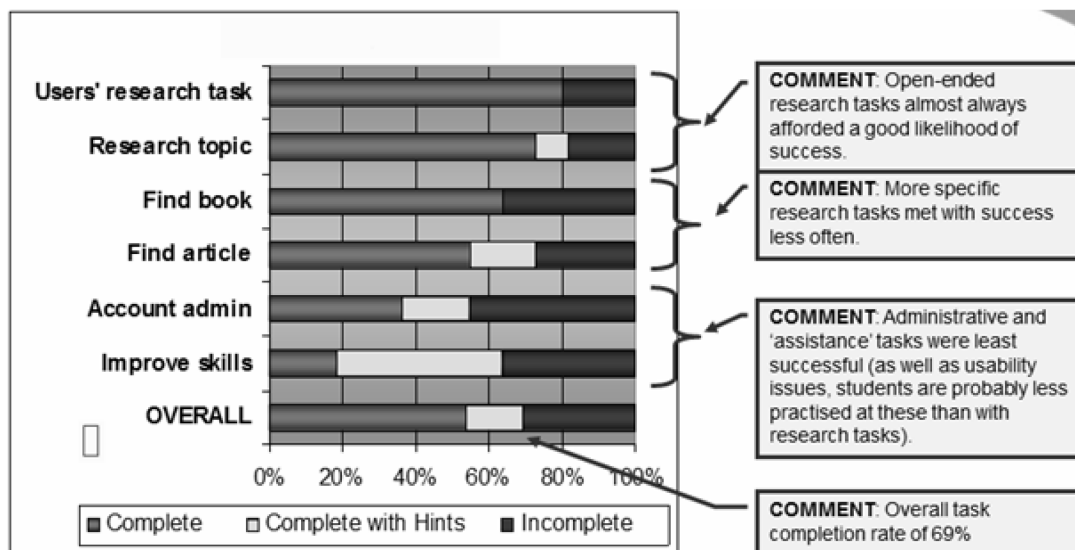 Users' research task
Research topic
Find book
Find article
Account admin
Improve skills
OVERALL
0% 20% 40% 60% 80% 100%
Complete Complete with Hints Incomplete
COMMENT: Open-ended
research tasks almost always
afforded a good likelihood of
success.
COMMENT: More specific
research tasks met with success
less often.
COMMENT: Administrative and
‘assistance’ tasks were least
successful (as well as usability
issues, students are probably less
practised at these than with
research tasks).
COMMENT: Overall task
completion rate of 69%